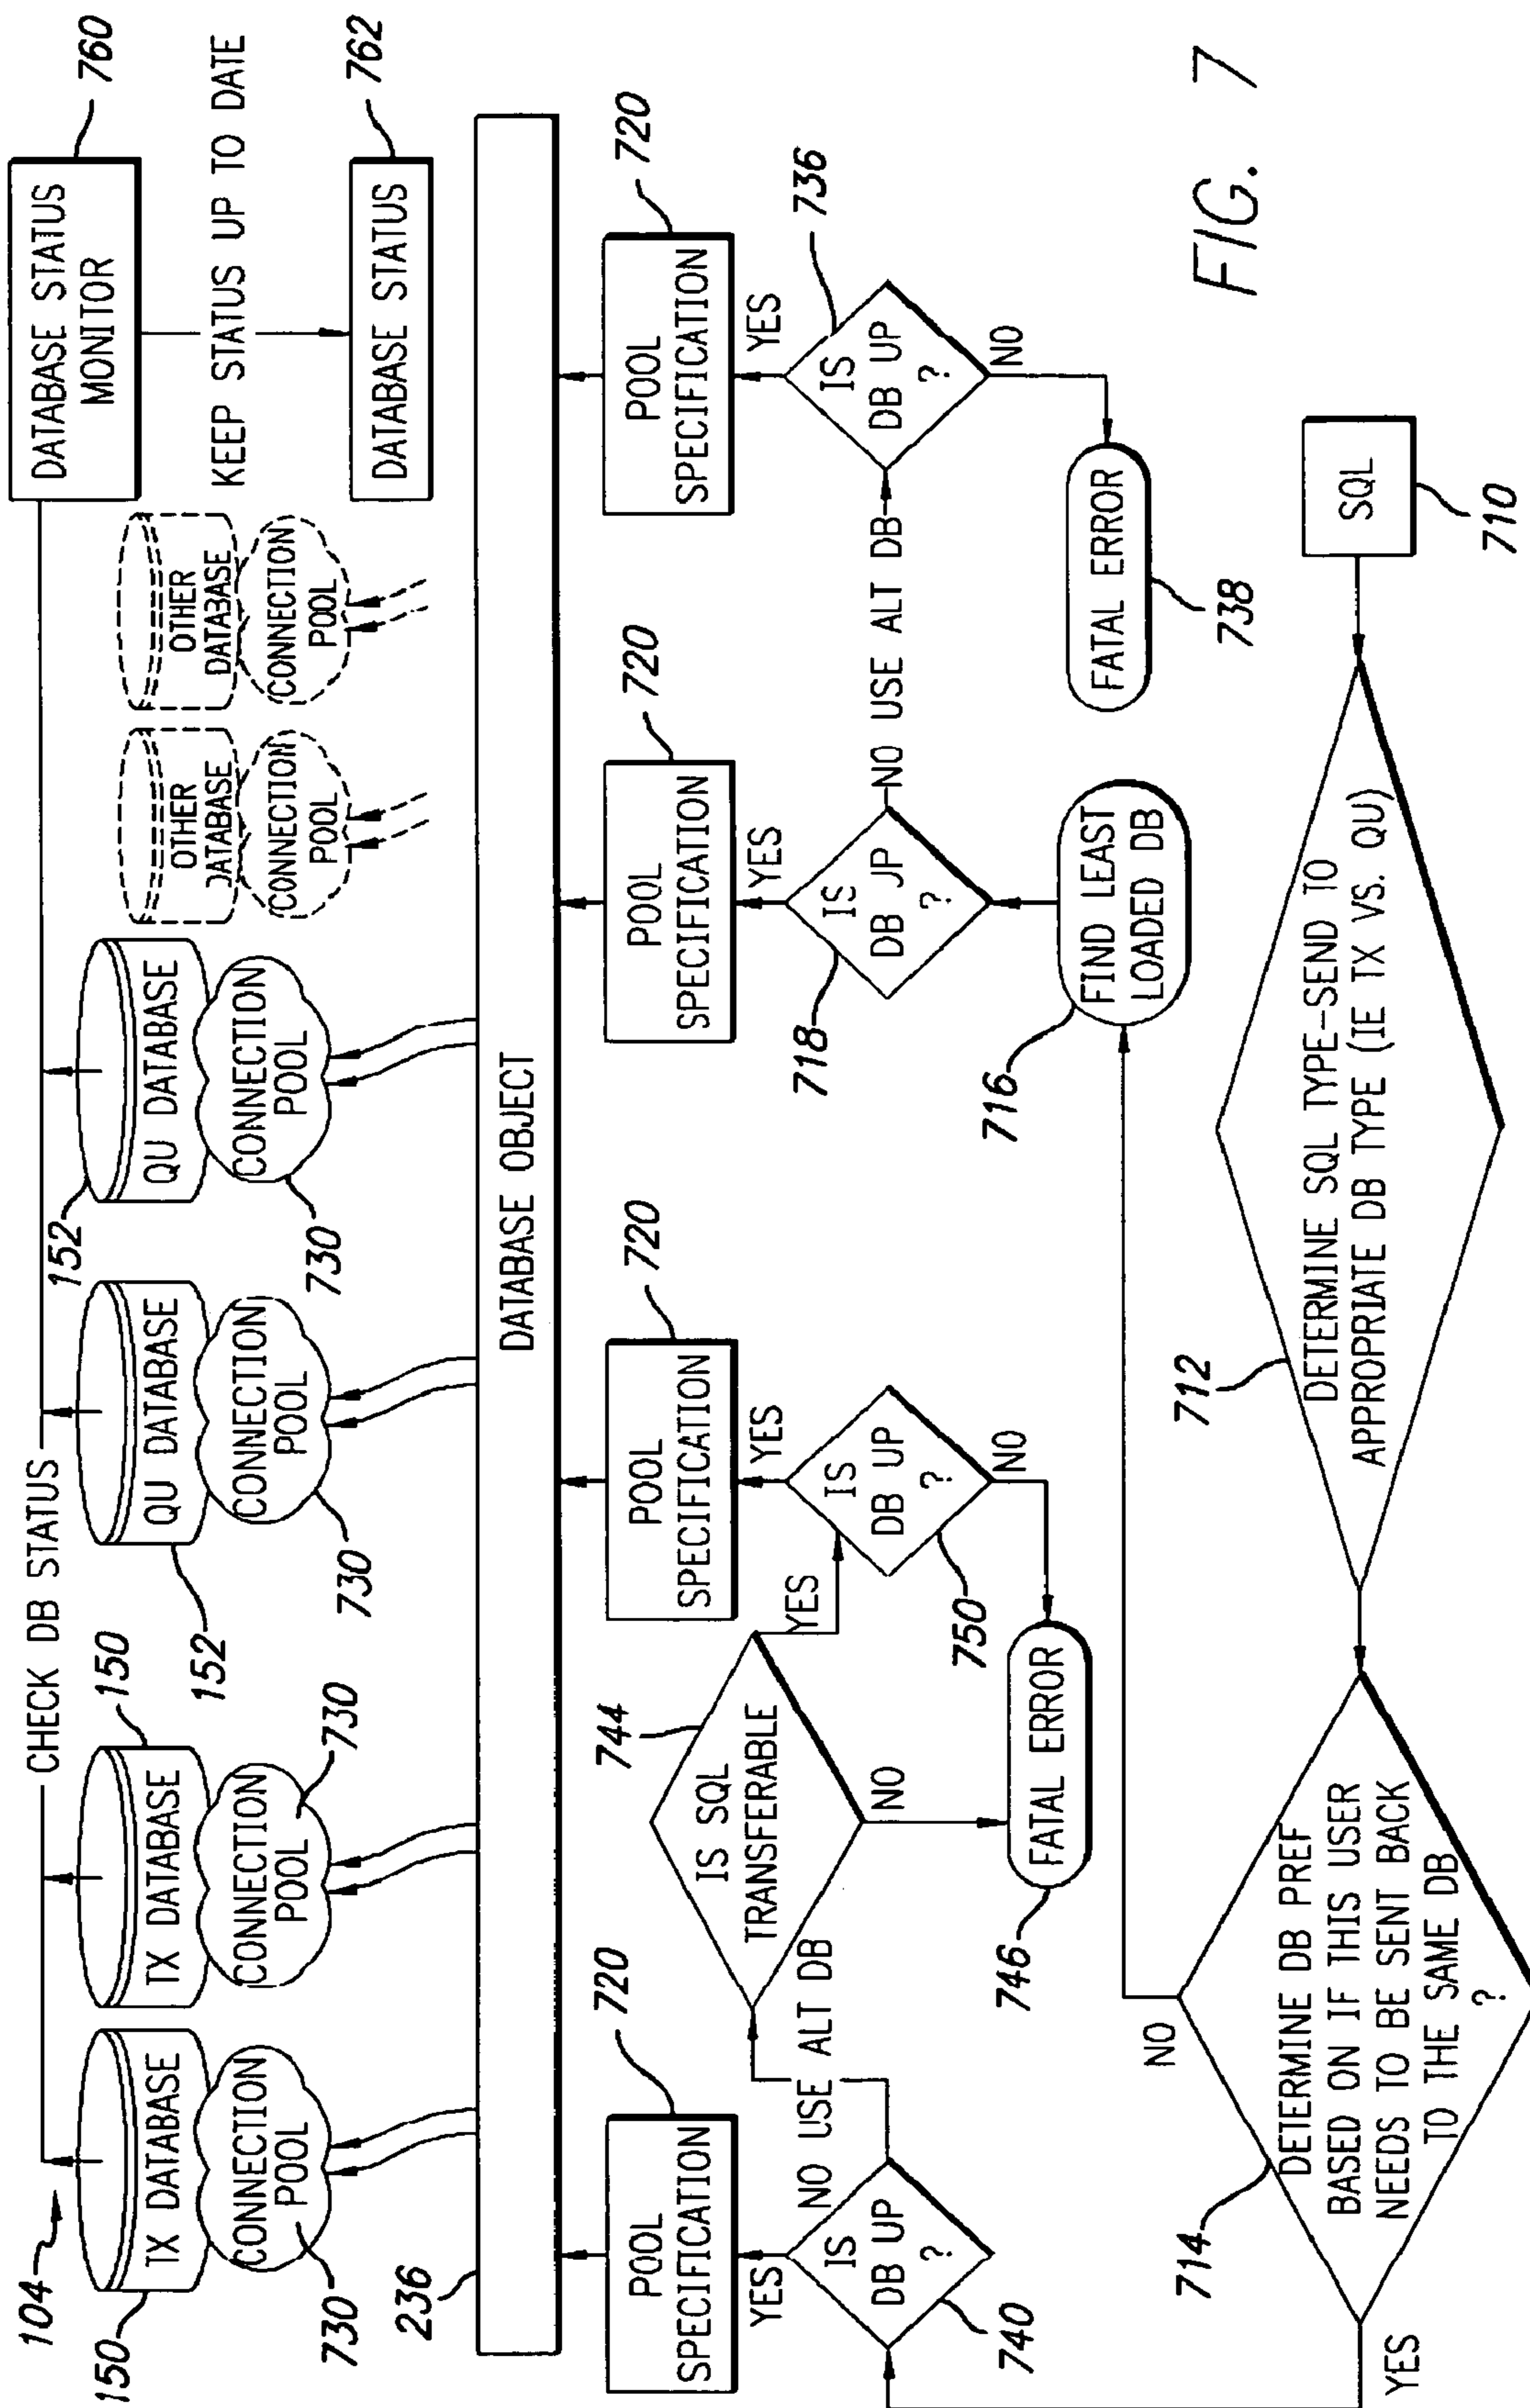 104
CHECK DB STATUS
150
TX DATABASE
CONNECTION
POOL
730
150
TX DATABASE
CONNECTION
POOL
730
152
QU DATABASE
CONNECTION
POOL
730
152
QU DATABASE
CONNECTION
POOL
730
OTHER
DATABASE
CONNECTION
POOL
OTHER
DATABASE
CONNECTION
POOL
DATABASE STATUS
MONITOR
760
KEEP STATUS UP TO DATE
DATABASE STATUS
762
236
DATABASE OBJECT
POOL
SPECIFICATION
720
YES
IS
DB UP
?
740
NO USE ALT DB
IS SQL
TRANSFERABLE
744
YES
NO
POOL
SPECIFICATION
720
YES
IS
DB UP
?
750
NO
FATAL ERROR
746
POOL
SPECIFICATION
720
YES
IS
DB JP
?
718
NO USE ALT DB
FIND LEAST
LOADED DB
716
POOL
SPECIFICATION
720
YES
IS
DB UP
?
736
NO
FATAL ERROR
738
NO
DETERMINE DB PREF
BASED ON IF THIS USER
NEEDS TO BE SENT BACK
TO THE SAME DB
?
714
YES
DETERMINE SQL TYPE-SEND TO
APPROPRIATE DB TYPE (IE TX VS. QU)
712
SQL
710
FIG. 7